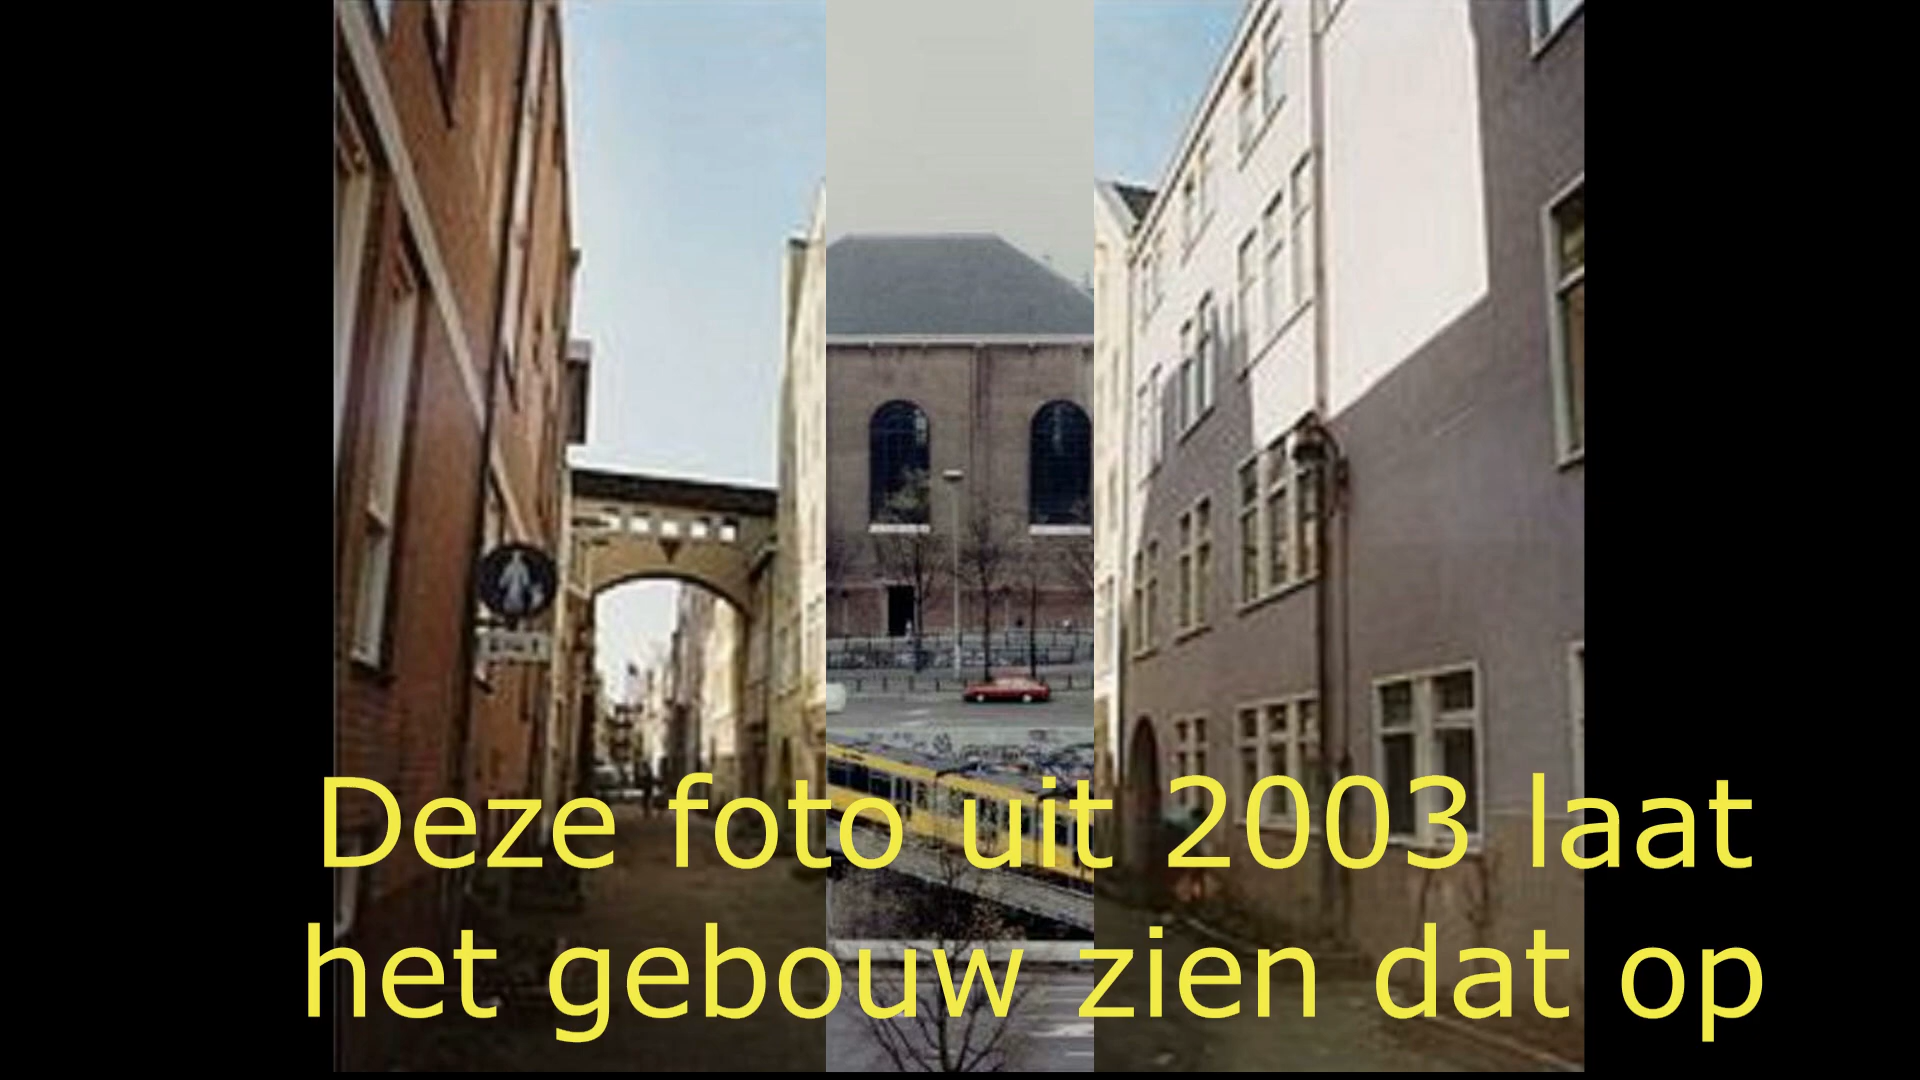 Deze foto uit 2003 laat
het gebouw zien dat op